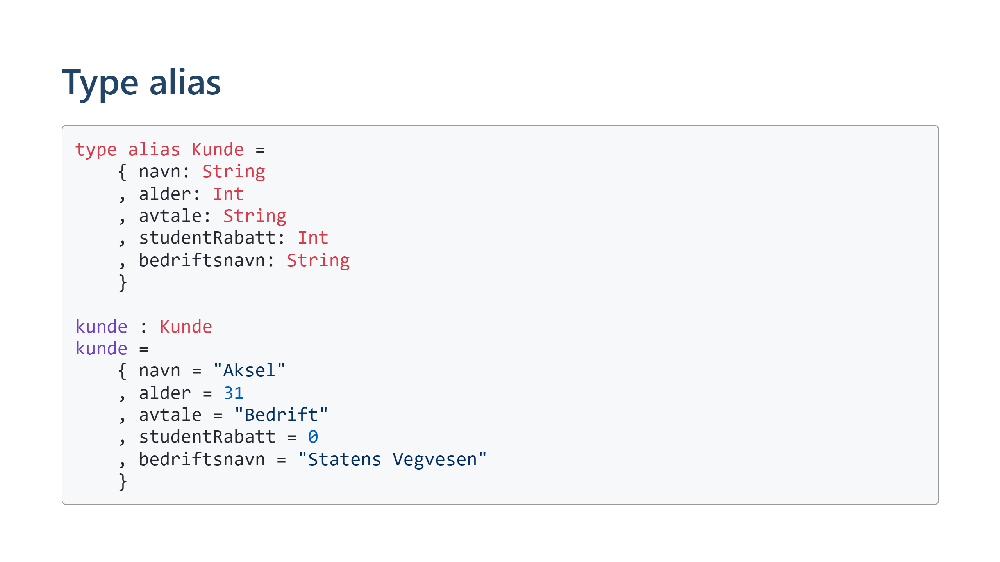 Type alias
type alias Kunde =
    { navn: String
    , alder: Int
    , avtale: String
    , studentRabatt: Int
    , bedriftsnavn: String
    }

kunde : Kunde
kunde =
    { navn = "Aksel"
    , alder = 31
    , avtale = "Bedrift"
    , studentRabatt = 0
    , bedriftsnavn = "Statens Vegvesen"
    }